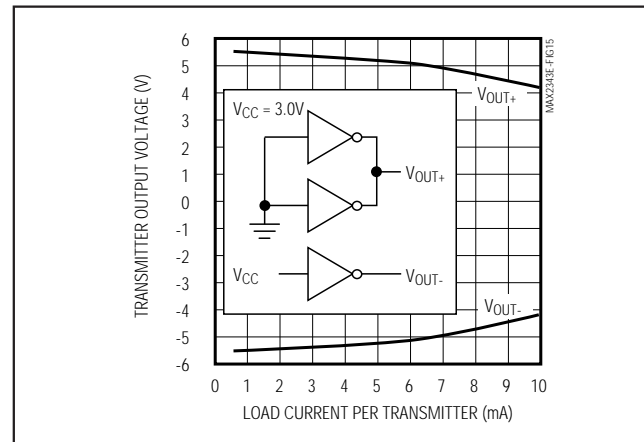 TRANSMITTER OUTPUT VOLTAGE (V)
6
5
4
3
2
1
0
-1
-2
-3
-4
-5
-6
VCC = 3.0V
VOUT+
VOUT+
VCC
VOUT-
VOUT-
MAX2343E-FIG15
0 1 2 3 4 5 6 7 8 9 10
LOAD CURRENT PER TRANSMITTER (mA)